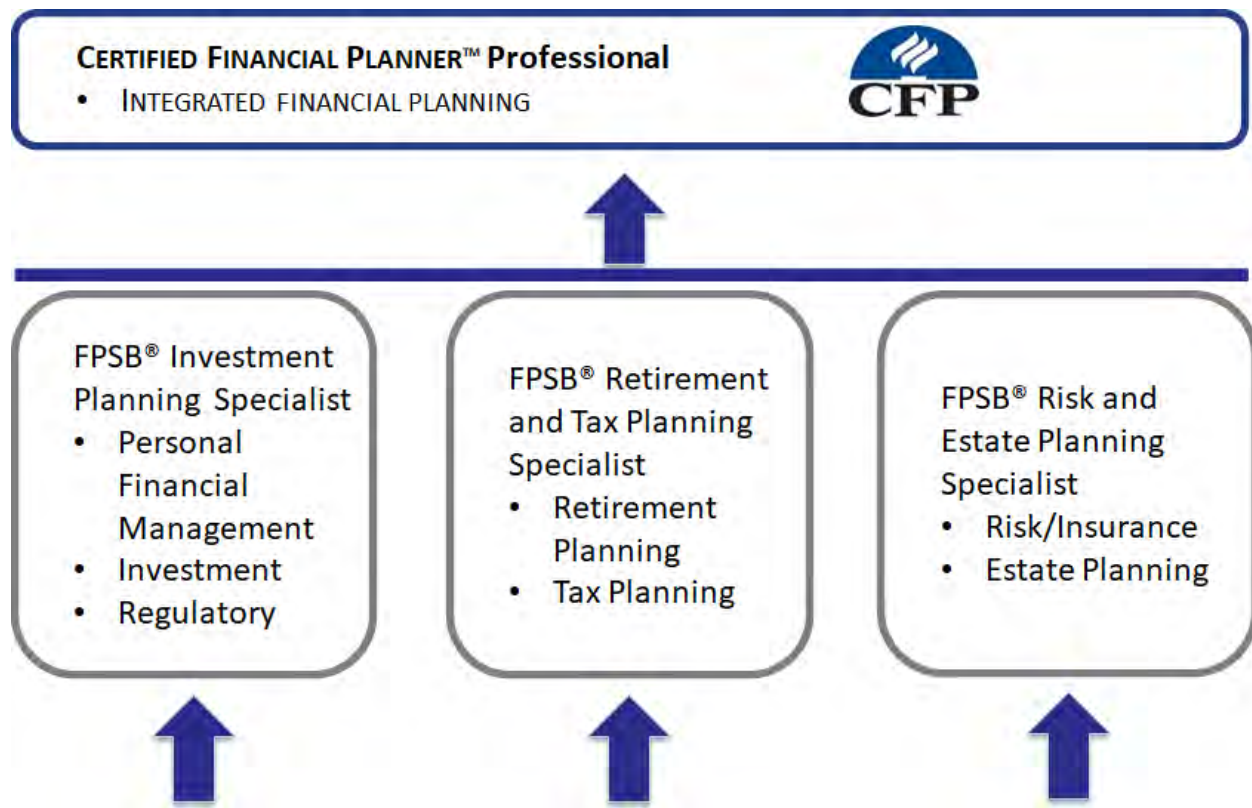 CERTIFIED FINANCIAL PLANNER™ Professional
• INTEGRATED FINANCIAL PLANNING
CFP
FPSB® Investment
Planning Specialist
• Personal
Financial
Management
• Investment
• Regulatory
FPSB® Retirement
and Tax Planning
Specialist
• Retirement
Planning
• Tax Planning
FPSB® Risk and
Estate Planning
Specialist
• Risk/Insurance
• Estate Planning